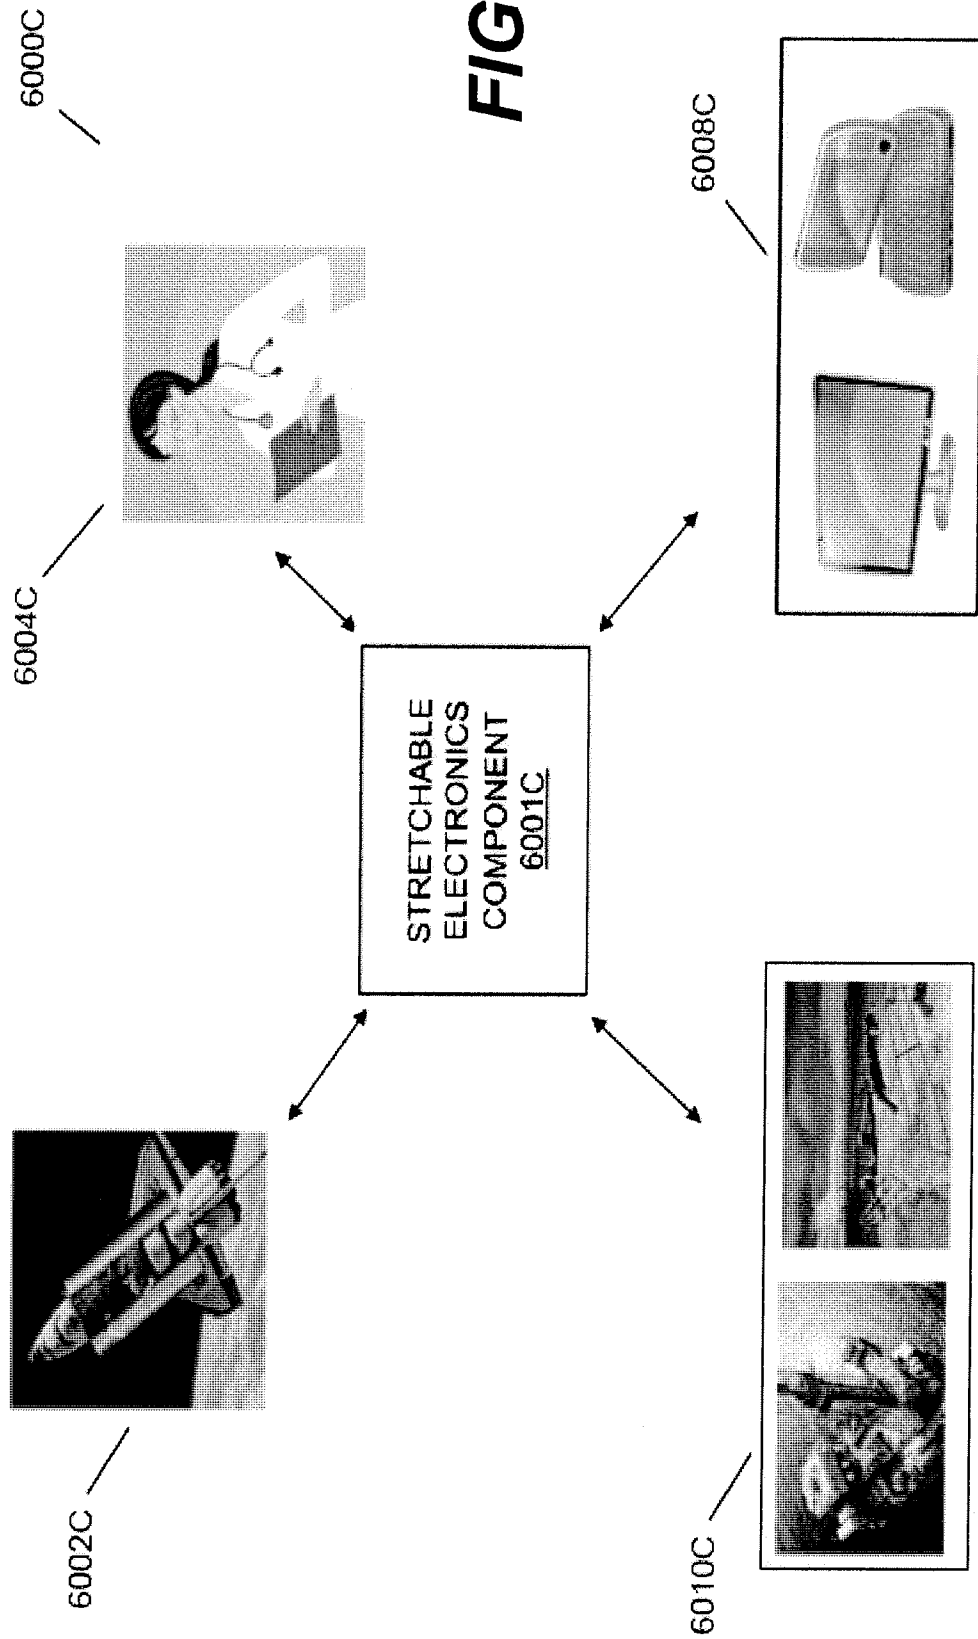 6000C
6004C
6002C
STRETCHABLE
ELECTRONICS
COMPONENT
6001C
6008C
6010C
FIG